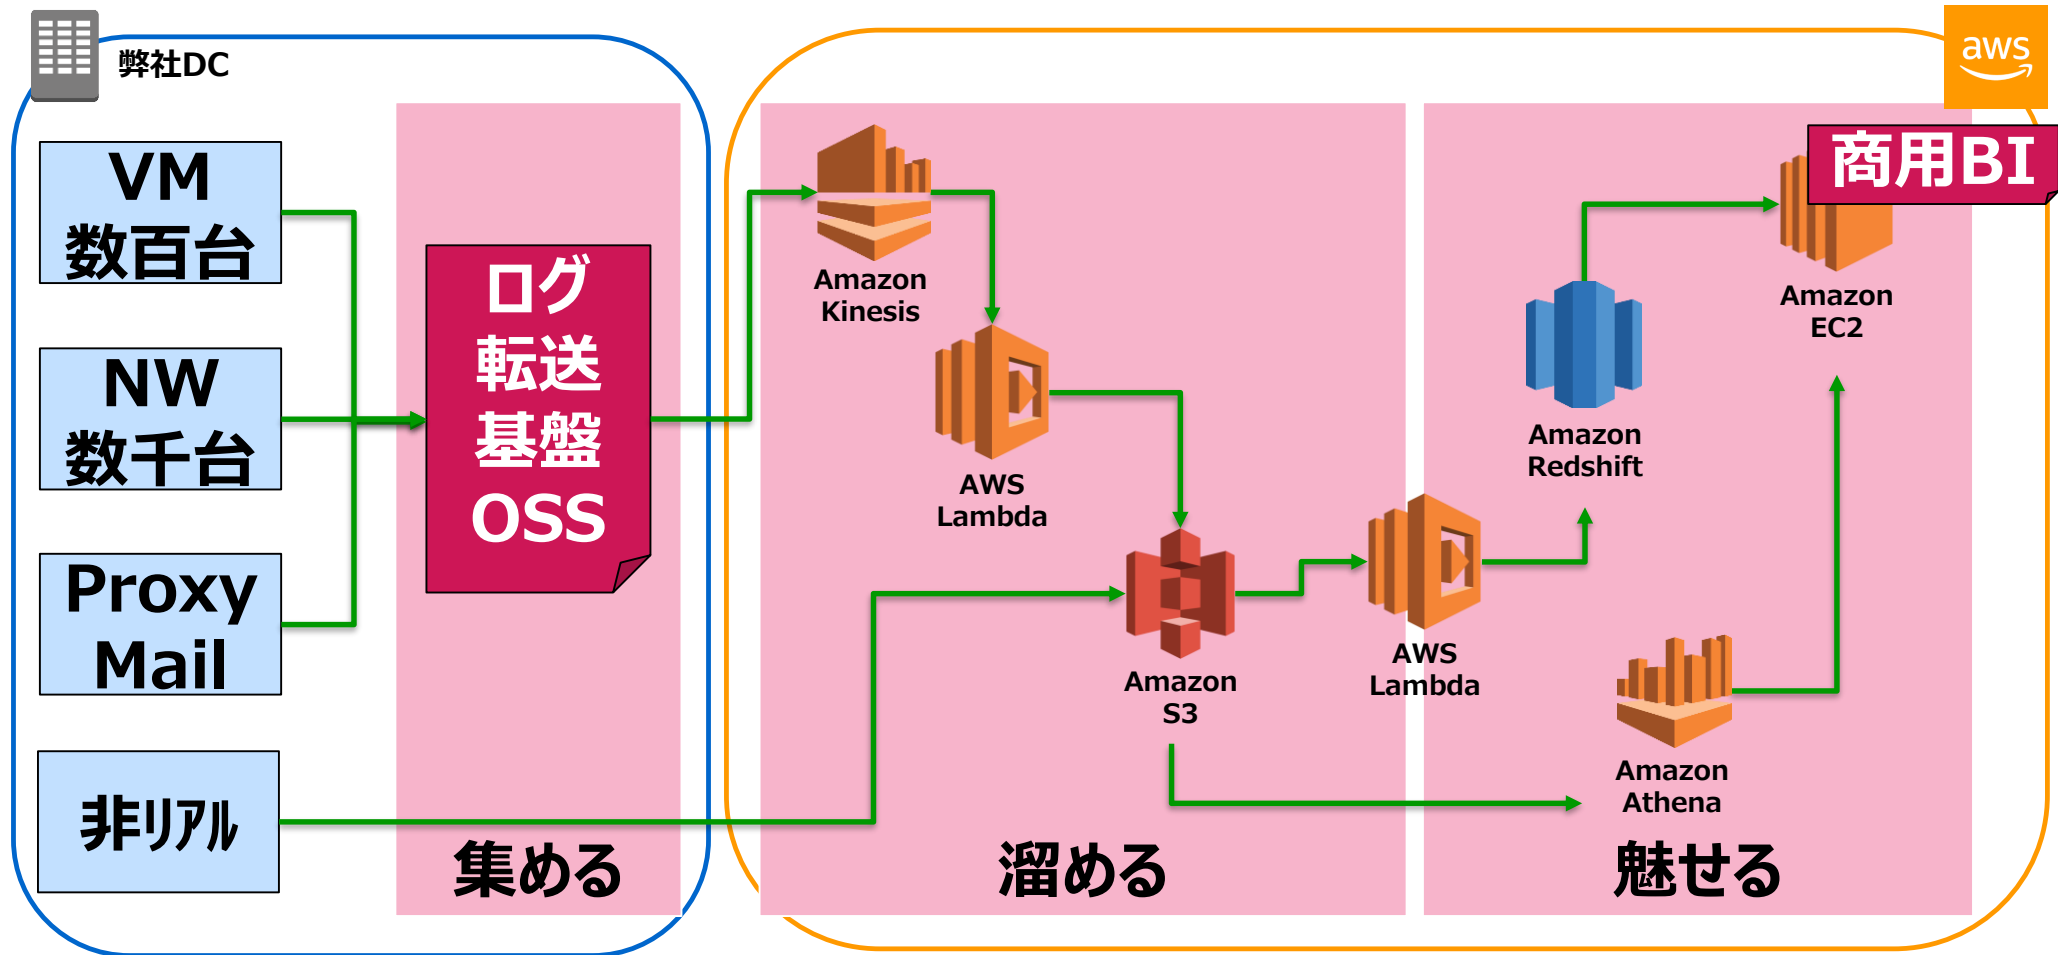 弊社DC
aws
VM
数百台
NW
数千台
Proxy
Mail
非リアル
ログ
転送
基盤
OSS
集める
Amazon
Kinesis
AWS
Lambda
Amazon
S3
溜める
AWS
Lambda
Amazon
Redshift
商用BI
Amazon
EC2
Amazon
Athena
魅せる